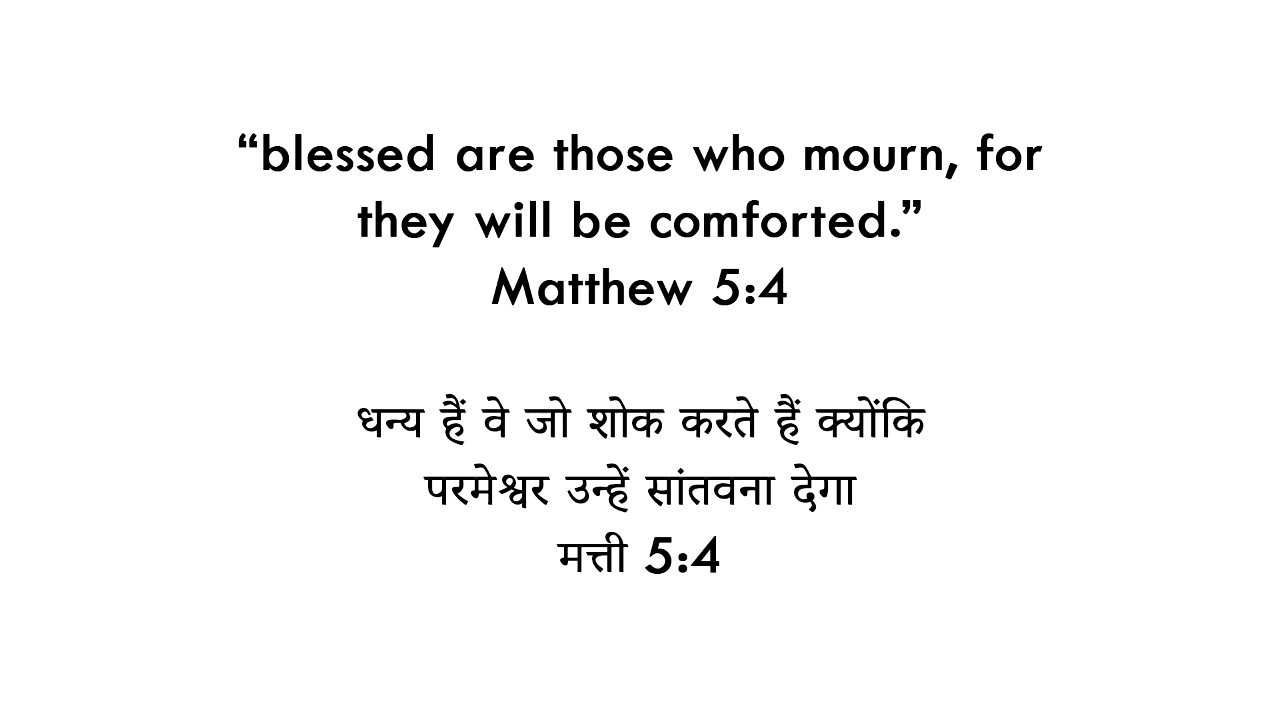 “blessed are those who mourn, for
they will be comforted.”
Matthew 5:4
धन्य हैं वे जो शोक करते हैं क्योंकि
परमेश्वर उन्हें सांतवना देगा
मत्ती 5:4